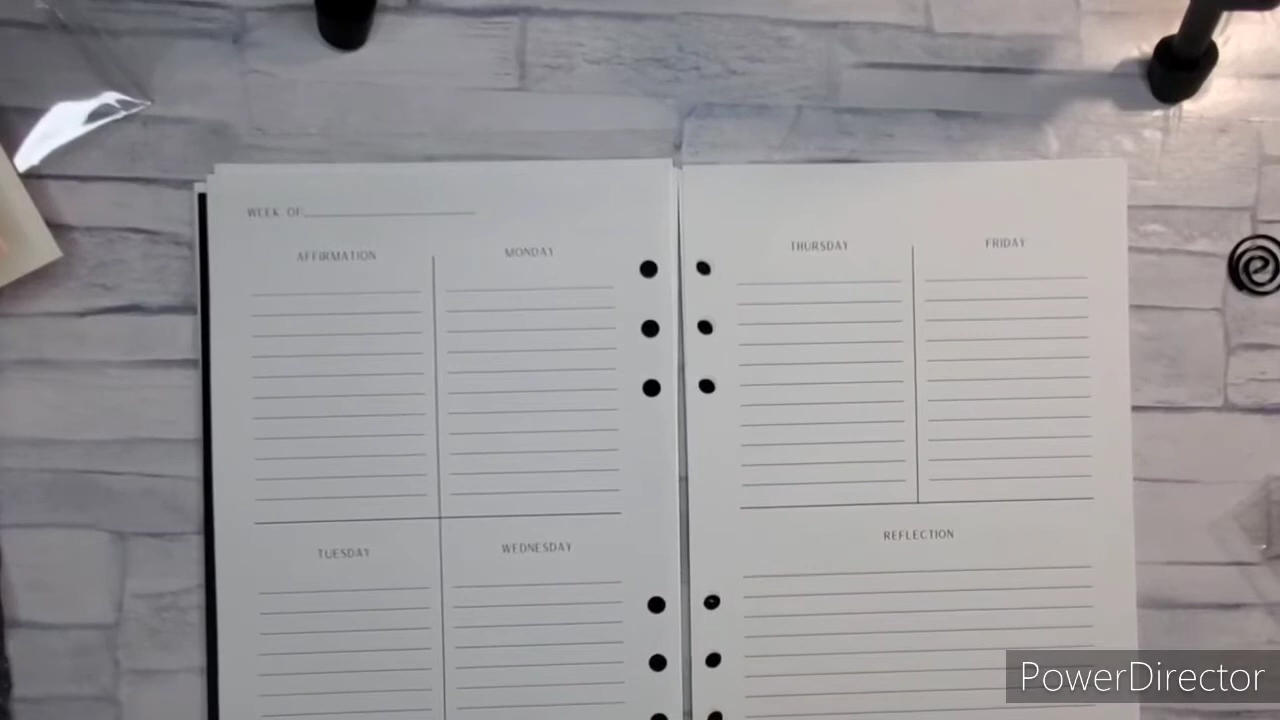 WEEK OF
AFFIRMATION
MONDAY
TUESDAY
WEDNESDAY
THURSDAY
FRIDAY
REFLECTION
PowerDirector